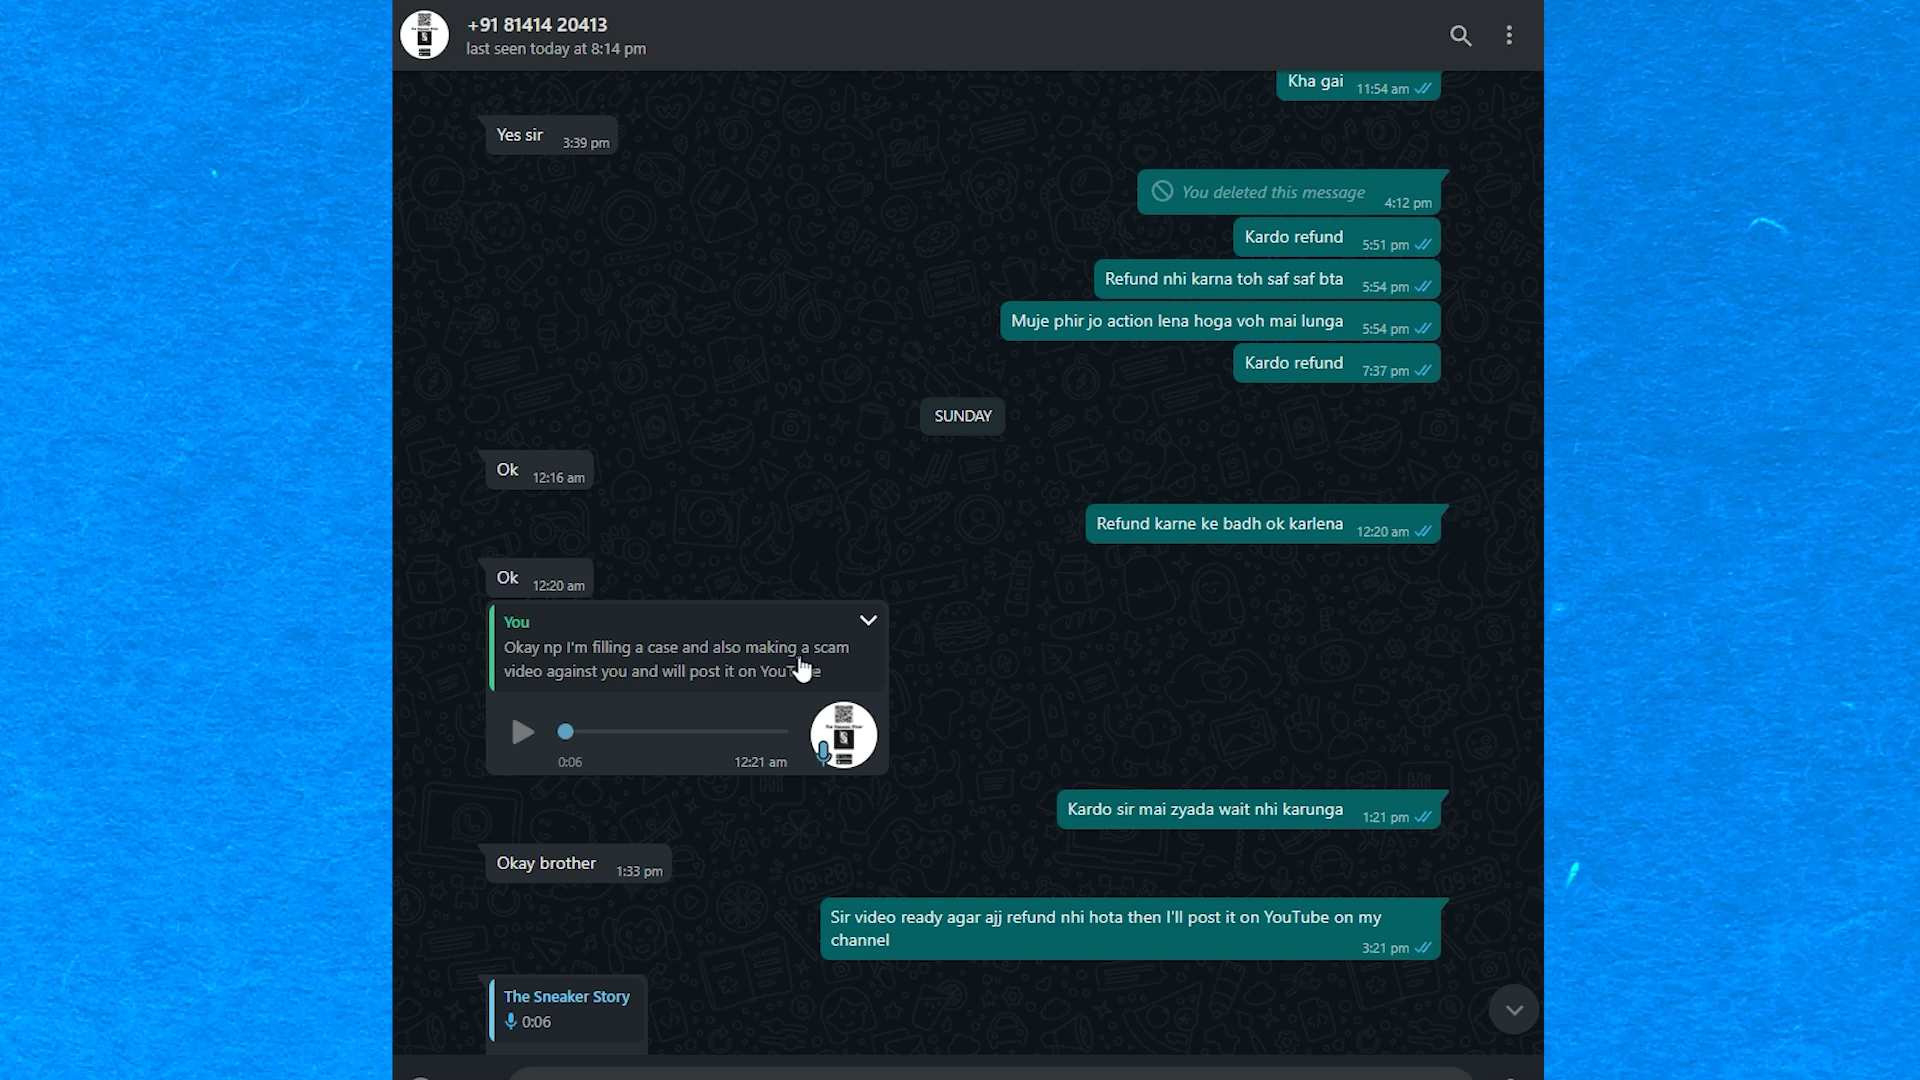 +91 81414 20413
last seen today at 8:14 pm
Kha gai 11:54 am
Yes sir 3:39 pm
You deleted this message 4:12 pm
Kardo refund 5:51 pm
Refund nhi karna toh saf saf bta 5:54 pm
Muje phir jo action lena hoga voh mai lunga 5:54 pm
Kardo refund 7:37 pm
SUNDAY
Ok 12:16 am
Refund karne ke badh ok karlena 12:20 am
Ok 12:20 am
You
Okay np I'm filling a case and also making a scam
video against you and will post it on YouTube
0:06 12:21 am
Kardo sir mai zyada wait nhi karunga 1:21 pm
Okay brother 1:33 pm
Sir video ready agar ajj refund nhi hota then I'll post it on YouTube on my
channel 3:21 pm
The Sneaker Story
0:06